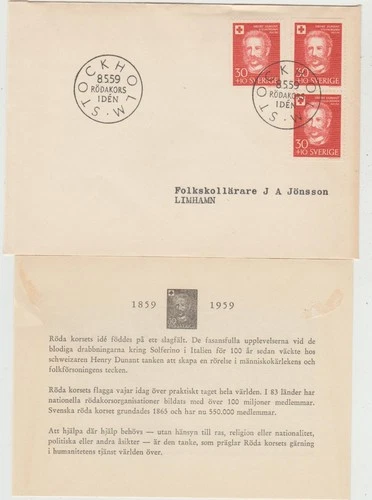 STOCKHOLM
8559
RÖDAKORS
IDÉN
30
+10 SVERIGE
30
+10 SVERIGE
STOCKHOLM
8559
RÖDAKORS
IDÉN
30
+10 SVERIGE
Folkskollärare J A Jönsson
LIMHAMN
1859 1959
Röda korsets idé föddes på ett slagfält. De fasansfulla upplevelserna vid de
blodiga drabbningarna kring Solferino i Italien för 100 år sedan väckte hos
schweizaren Henry Dunant tanken att skapa en rörelse i människokärlekens och
folkförsoningens tecken.
Röda korsets flagga vajar idag över praktiskt taget hela världen. I 83 länder har
nationella rödakorsorganisationer bildats med över 100 miljoner medlemmar.
Svenska röda korset grundades 1865 och har nu 550.000 medlemmar.
Att hjälpa där hjälp behövs — utan hänsyn till ras, religion eller nationalitet,
politiska eller andra åsikter — är den tanke, som präglar Röda korsets gärning
i humanitetens tjänst världen över.